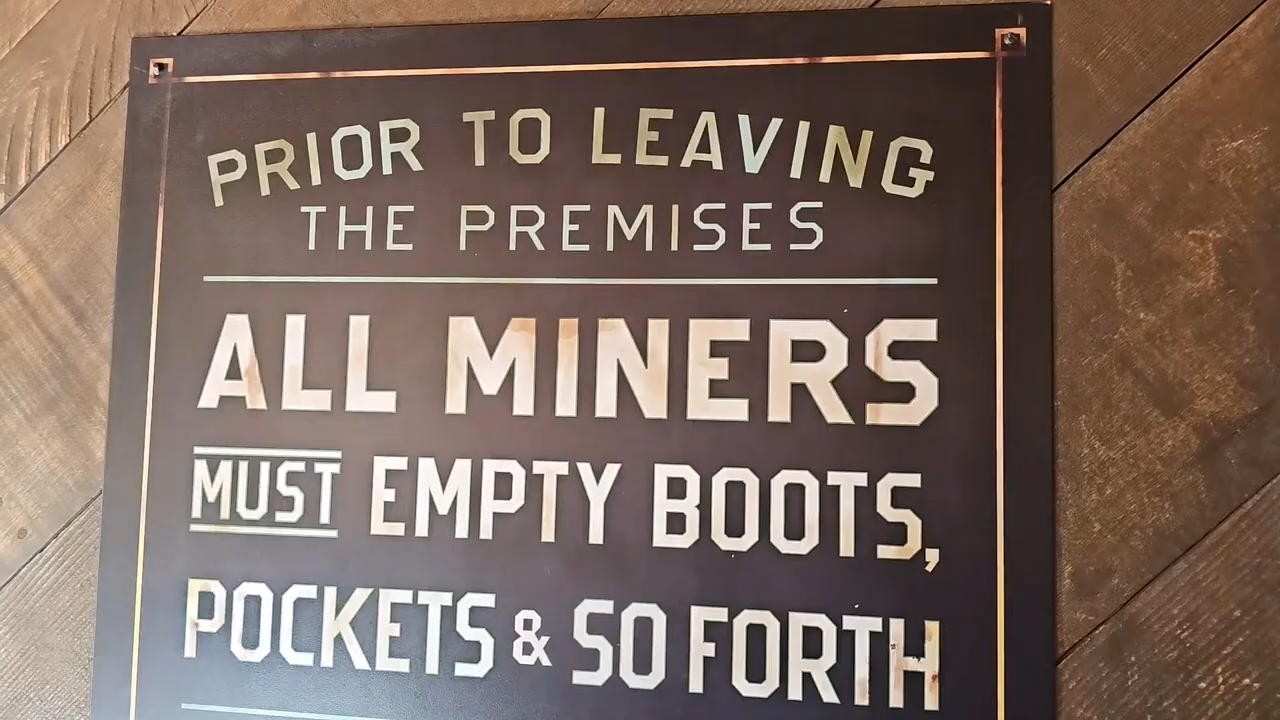 PRIOR TO LEAVING
THE PREMISES
ALL MINERS
MUST EMPTY BOOTS,
POCKETS & SO FORTH